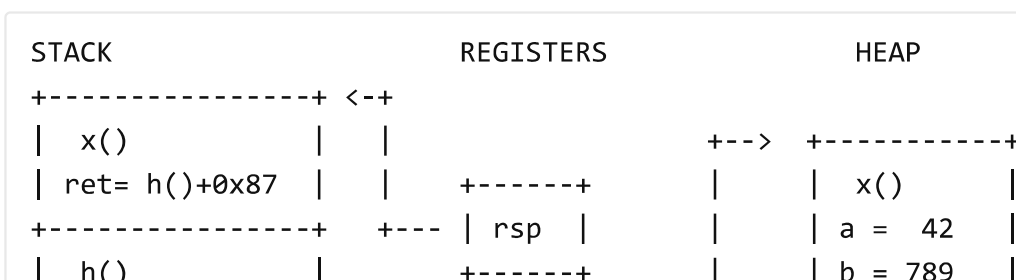 STACK                     REGISTERS               HEAP
+-----------------+ <-+
|  x()            |   |                   +-->  +-----------+
| ret= h()+0x87  |   |    +------+       |     |  x()      |
+-----------------+   +--- | rsp  |       |     | a =  42
|  h()            |        +------+       |     | b = 789